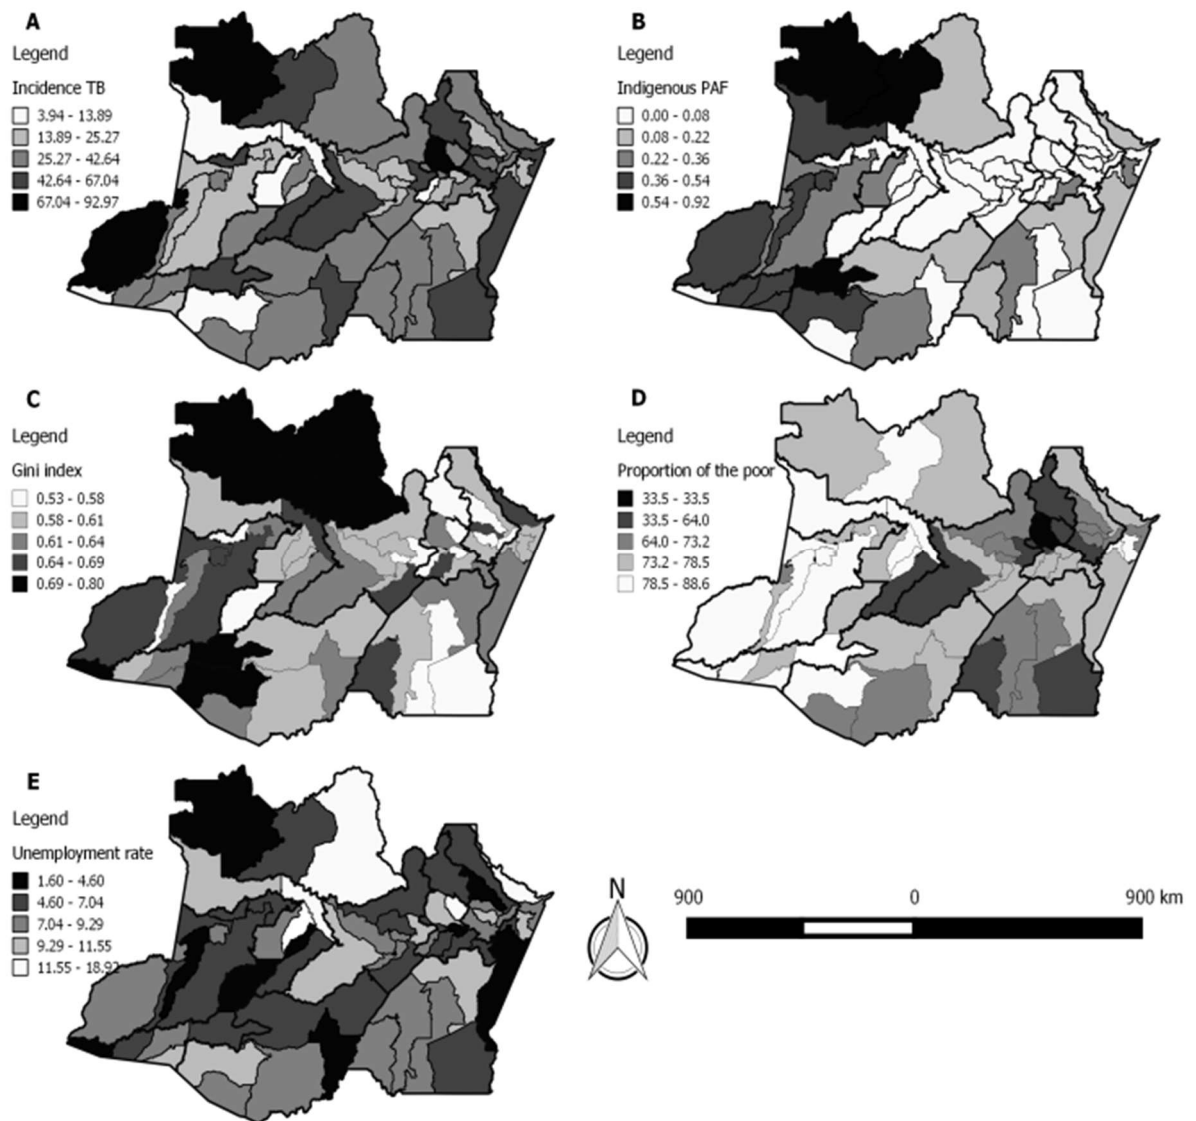 A
Legend
Incidence TB
3.94 - 13.89
13.89 - 25.27
25.27 - 42.64
42.64 - 67.04
67.04 - 92.97
B
Legend
Indigenous PAF
0.00 - 0.08
0.08 - 0.22
0.22 - 0.36
0.36 - 0.54
0.54 - 0.92
C
Legend
Gini index
0.53 - 0.58
0.58 - 0.61
0.61 - 0.64
0.64 - 0.69
0.69 - 0.80
D
Legend
Proportion of the poor
33.5 - 33.5
33.5 - 64.0
64.0 - 73.2
73.2 - 78.5
78.5 - 88.6
E
Legend
Unemployment rate
1.60 - 4.60
4.60 - 7.04
7.04 - 9.29
9.29 - 11.55
11.55 - 18.92
N
900 0 900 km